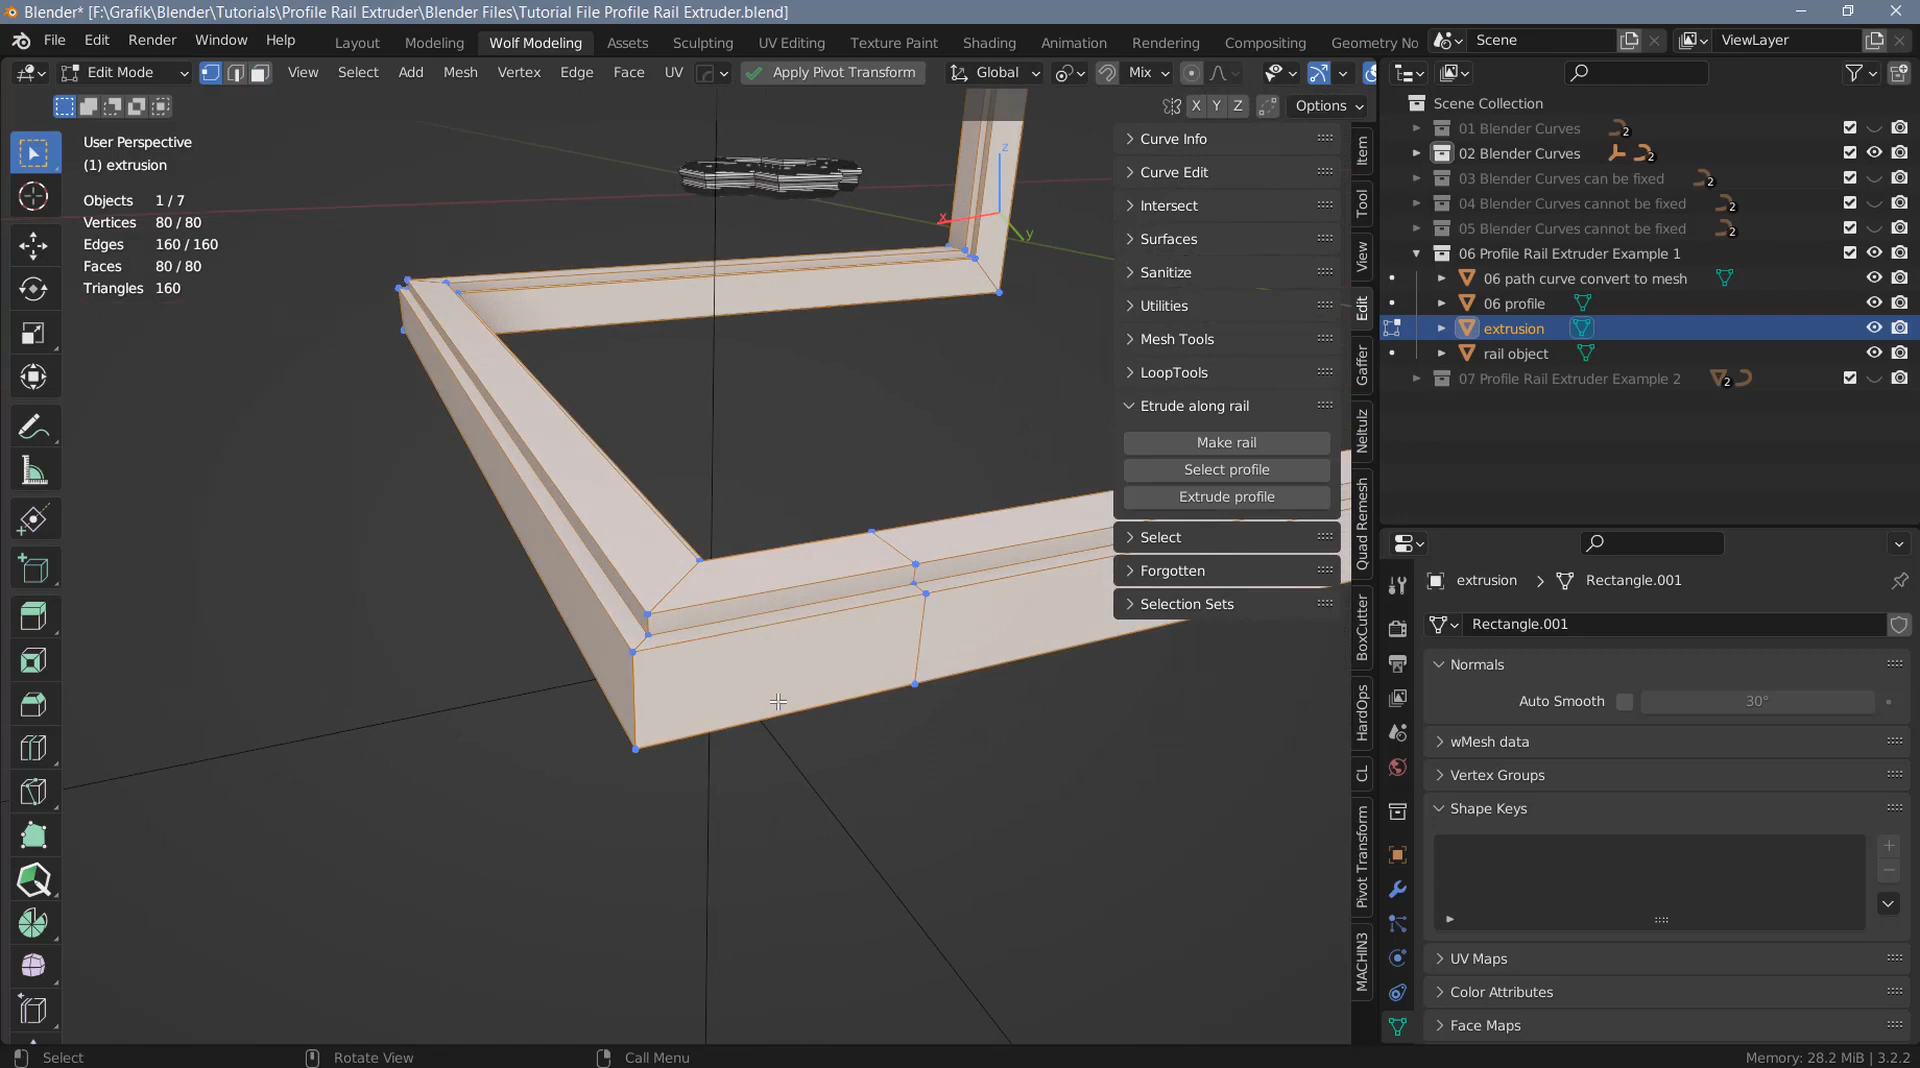 Blender* [F:\Grafik\Blender\Tutorials\Profile Rail Extruder\Blender Files\Tutorial File Profile Rail Extruder.blend]
File Edit Render Window Help Layout Modeling Wolf Modeling Assets Sculpting UV Editing Texture Paint Shading Animation Rendering Compositing Geometry No Scene ViewLayer
Edit Mode View Select Add Mesh Vertex Edge Face UV Apply Pivot Transform Global Mix
X Y Z Options
User Perspective
(1) extrusion
Objects 1 / 7
Vertices 80 / 80
Edges 160 / 160
Faces 80 / 80
Triangles 160
z
x
y
Curve Info
Curve Edit
Intersect
Surfaces
Sanitize
Utilities
Mesh Tools
LoopTools
Etrude along rail
Make rail
Select profile
Extrude profile
Select
Forgotten
Selection Sets
Item
Tool
View
Edit
Gaffer
Neltulz
Quad Remesh
BoxCutter
HardOps
CL
Pivot Transform
MACHIN3
Scene Collection
01 Blender Curves 2
02 Blender Curves 2
03 Blender Curves can be fixed 2
04 Blender Curves cannot be fixed 2
05 Blender Curves cannot be fixed 2
06 Profile Rail Extruder Example 1
06 path curve convert to mesh
06 profile
extrusion
rail object
07 Profile Rail Extruder Example 2 2
extrusion Rectangle.001
Rectangle.001
Normals
Auto Smooth 30°
wMesh data
Vertex Groups
Shape Keys
UV Maps
Color Attributes
Face Maps
Select Rotate View Call Menu Memory: 28.2 MiB | 3.2.2